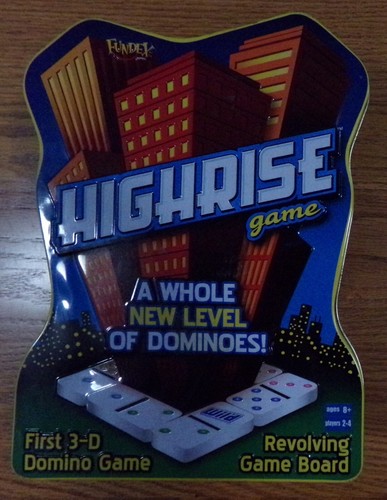 FUNDEX
HIGHRISE
game
A WHOLE
NEW LEVEL
OF DOMINOES!
First 3-D
Domino Game
Revolving
Game Board
ages 8+
players 2-4